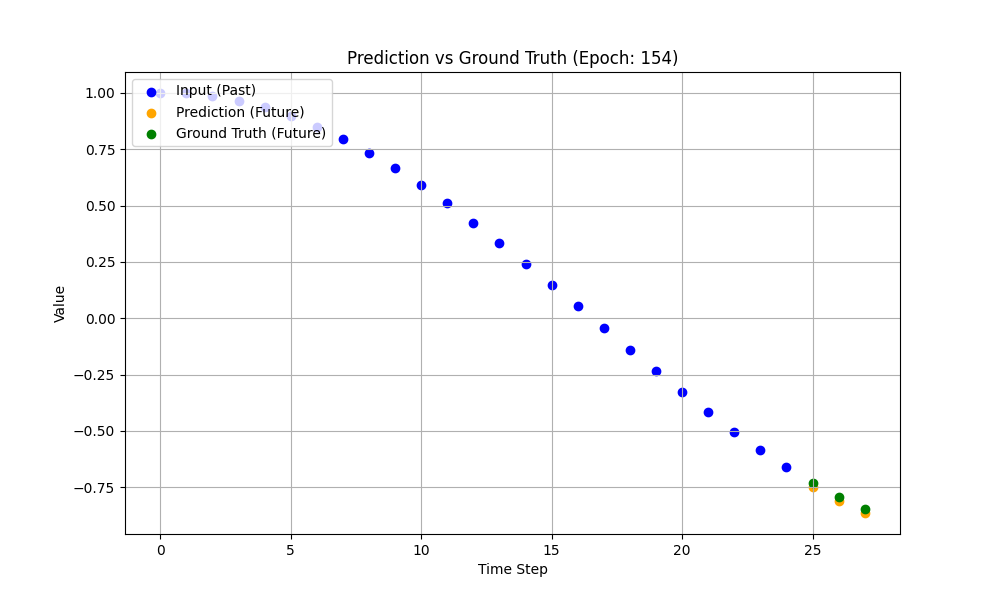 Prediction vs Ground Truth (Epoch: 154)
Input (Past)
Prediction (Future)
Ground Truth (Future)
1.00
0.75
0.50
0.25
0.00
−0.25
−0.50
−0.75
Value
0 5 10 15 20 25
Time Step